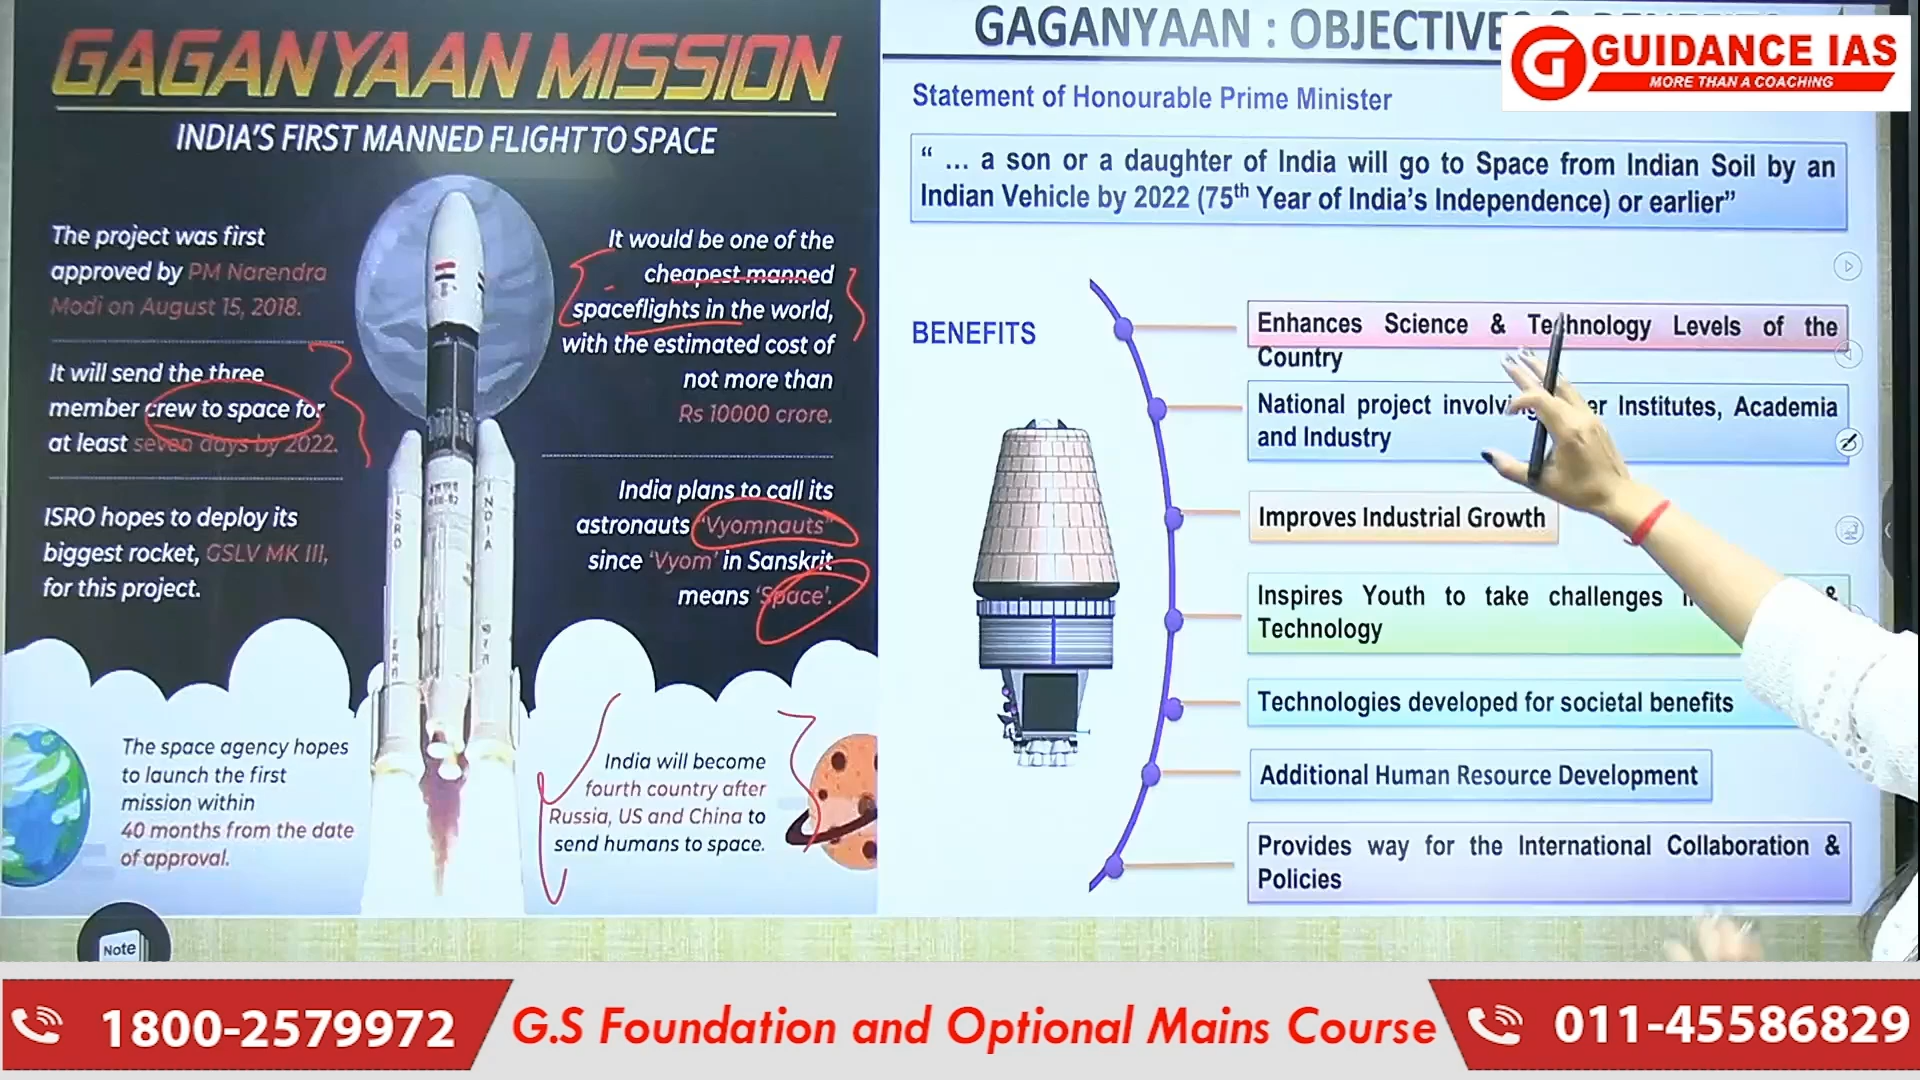 GAGANYAAN MISSION
INDIA'S FIRST MANNED FLIGHT TO SPACE
The project was first
approved by PM Narendra
Modi on August 15, 2018.
It will send the three
member crew to space for
at least seven days by 2022.
ISRO hopes to deploy its
biggest rocket, GSLV MK III,
for this project.
The space agency hopes
to launch the first
mission within
40 months from the date
of approval.
It would be one of the
cheapest manned
spaceflights in the world,
with the estimated cost of
not more than
Rs 10000 crore.
India plans to call its
astronauts "Vyomnauts"
since 'Vyom' in Sanskrit
means 'Space'.
India will become
fourth country after
Russia, US and China to
send humans to space.
ISRO
INDIA
Note
GAGANYAAN : OBJECTIVES
GUIDANCE IAS
MORE THAN A COACHING
Statement of Honourable Prime Minister
“ ... a son or a daughter of India will go to Space from Indian Soil by an
Indian Vehicle by 2022 (75th Year of India’s Independence) or earlier”
BENEFITS
Enhances Science & Technology Levels of the
Country
National project Institutes, Academia
and Industry
Improves Industrial Growth
Inspires Youth to take challenges &
Technology
Technologies developed for societal benefits
Additional Human Resource Development
Provides way for the International Collaboration &
Policies
1800-2579972
G.S Foundation and Optional Mains Course
011-45586829